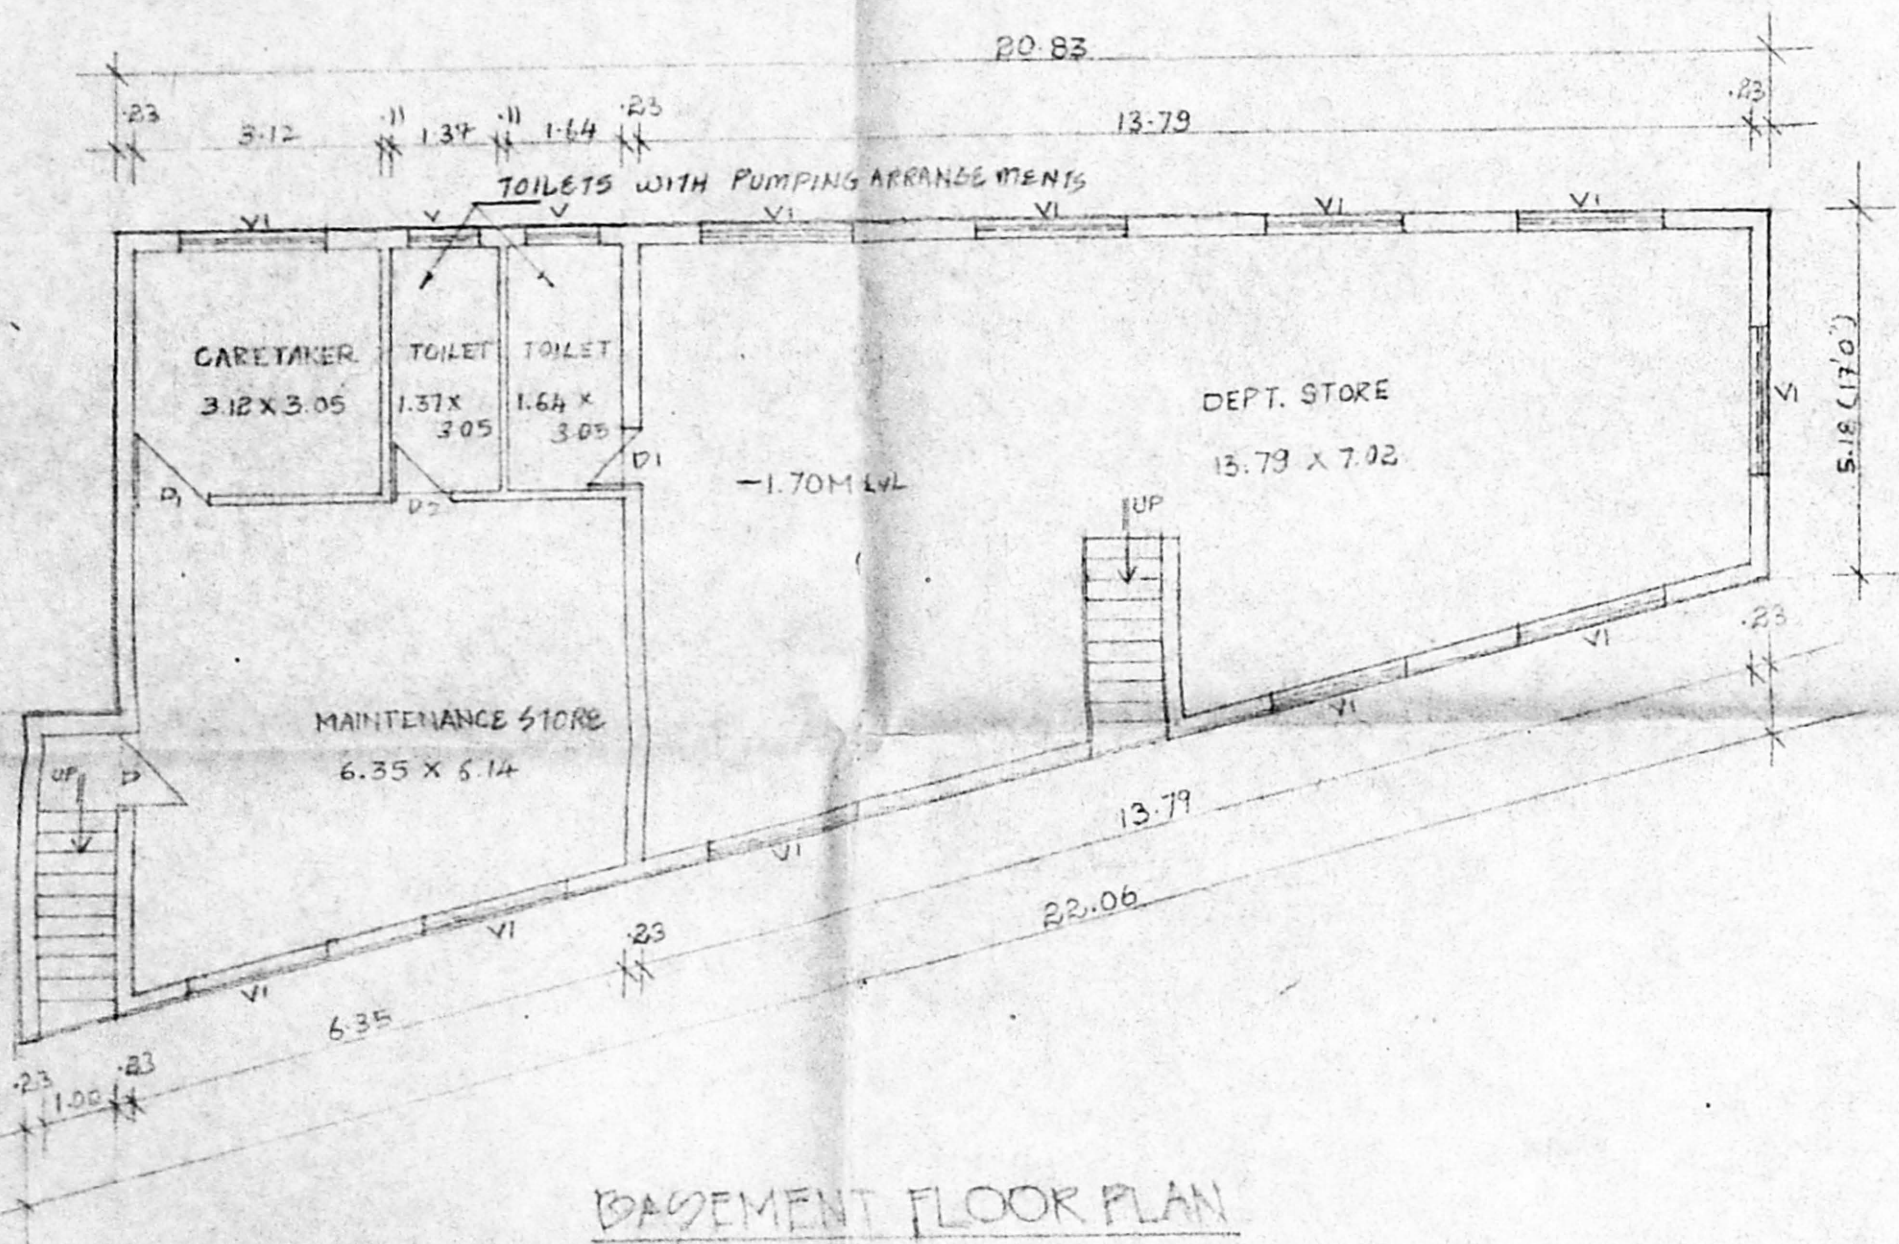 20.83
.23 3.12 .11 1.37 .11 1.64 .23 13.79 .23
TOILETS WITH PUMPING ARRANGEMENTS
V1 V V V1 V1 V1 V1
CARETAKER
3.12 X 3.05
TOILET
1.37 X
3.05
TOILET
1.64 X
3.05
DEPT. STORE
13.79 X 7.02
V1
5.18 (17'0")
D1
D1
D2
-1.70M LVL
UP
MAINTENANCE STORE
6.35 X 6.14
UP
D
V1
V1
V1
V1
V1
V1
.23
13.79
22.06
.23
6.35
.23
1.00
.23
BASEMENT FLOOR PLAN